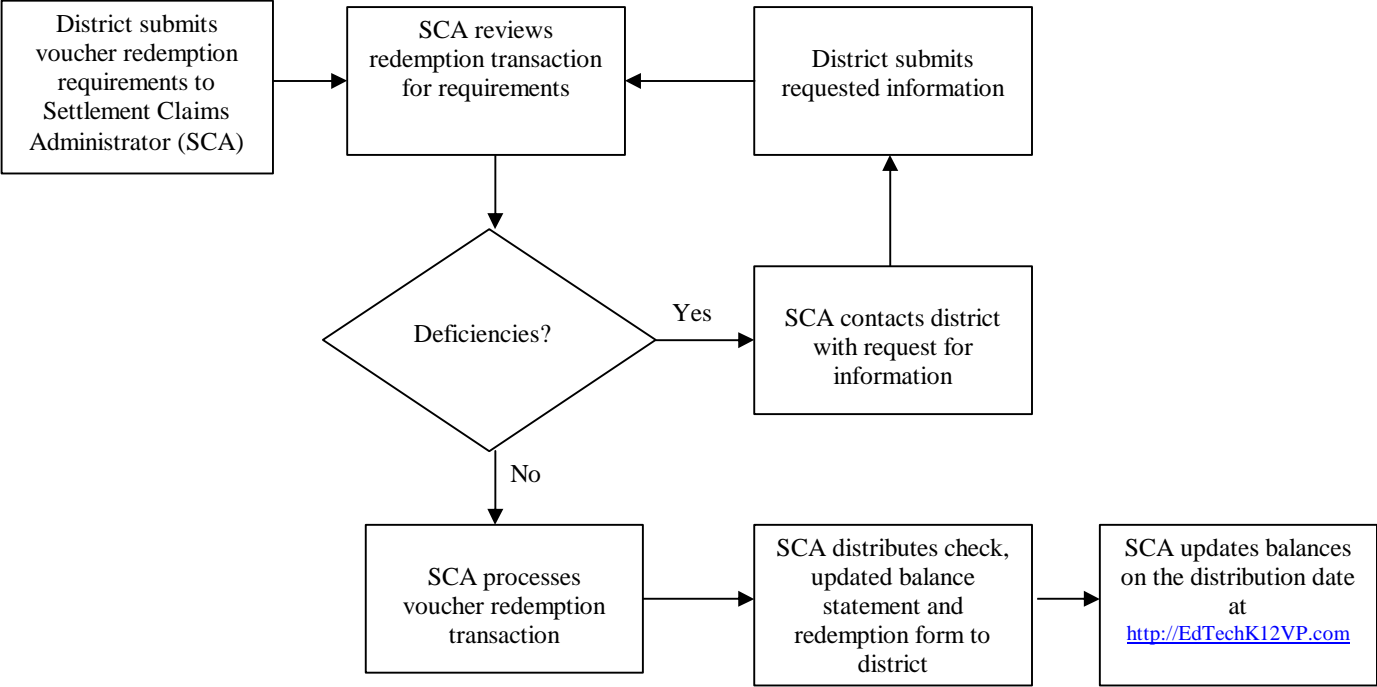 District submits
voucher redemption
requirements to
Settlement Claims
Administrator (SCA)
SCA reviews
redemption transaction
for requirements
District submits
requested information
Deficiencies?
Yes
SCA contacts district
with request for
information
No
SCA processes
voucher redemption
transaction
SCA distributes check,
updated balance
statement and
redemption form to
district
SCA updates balances
on the distribution date
at
http://EdTechK12VP.com